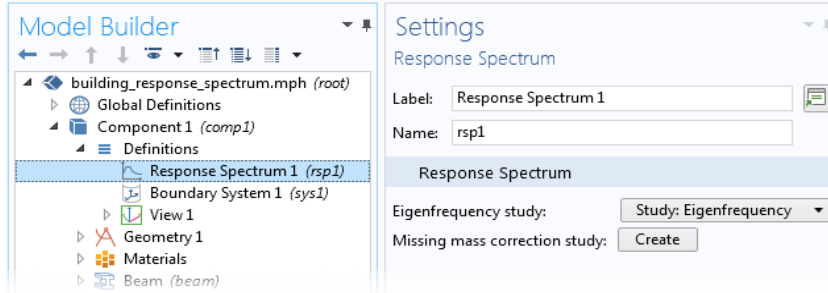 Model Builder
building_response_spectrum.mph (root)
Global Definitions
Component 1 (comp1)
Definitions
Response Spectrum 1 (rsp1)
Boundary System 1 (sys1)
View 1
Geometry 1
Materials
Beam (beam)
Settings
Response Spectrum
Label: Response Spectrum 1
Name: rsp1
Response Spectrum
Eigenfrequency study: Study: Eigenfrequency
Missing mass correction study: Create